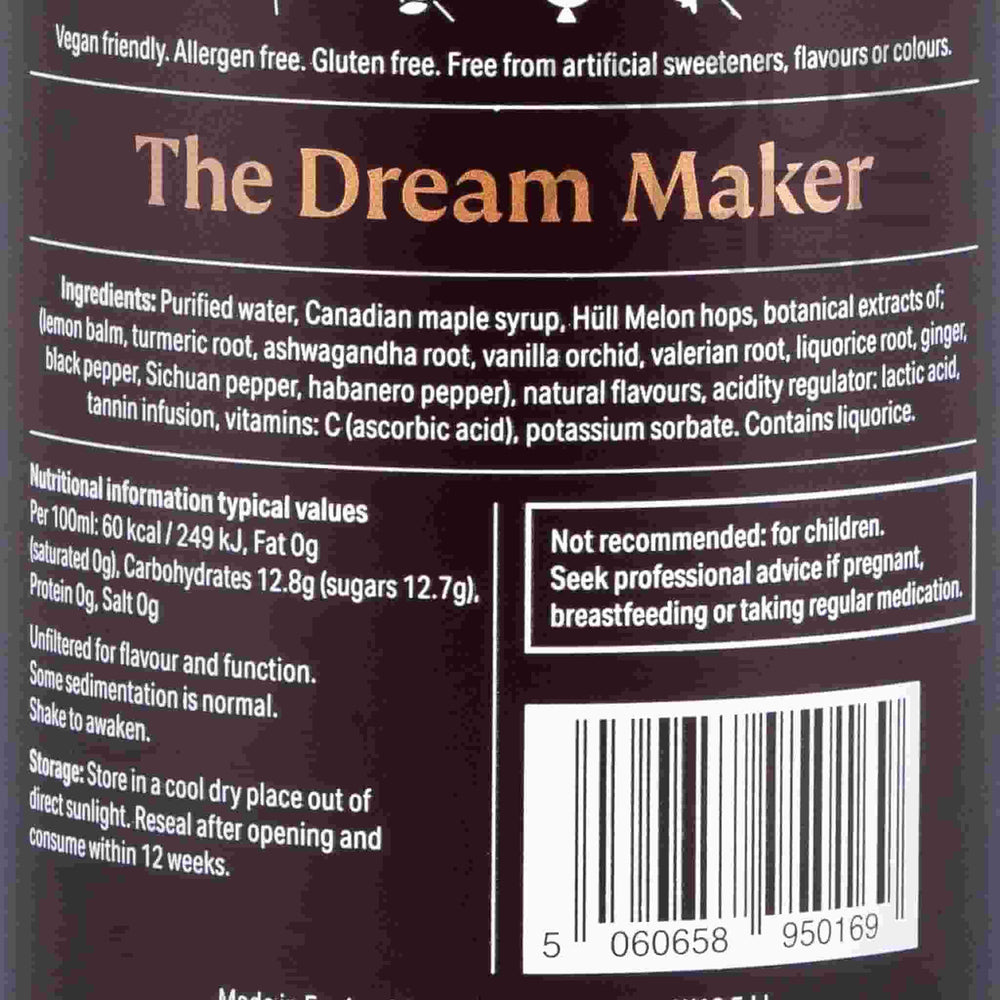 Vegan friendly. Allergen free. Gluten free. Free from artificial sweeteners, flavours or colours.
The Dream Maker
Ingredients: Purified water, Canadian maple syrup, Hüll Melon hops, botanical extracts of;
(lemon balm, turmeric root, ashwagandha root, vanilla orchid, valerian root, liquorice root, ginger,
black pepper, Sichuan pepper, habanero pepper), natural flavours, acidity regulator: lactic acid,
tannin infusion, vitamins: C (ascorbic acid), potassium sorbate. Contains liquorice.
Nutritional information typical values
Per 100ml: 60 kcal / 249 kJ, Fat 0g
(saturated 0g), Carbohydrates 12.8g (sugars 12.7g),
Protein 0g, Salt 0g
Unfiltered for flavour and function.
Some sedimentation is normal.
Shake to awaken.
Storage: Store in a cool dry place out of
direct sunlight. Reseal after opening and
consume within 12 weeks.
Not recommended: for children.
Seek professional advice if pregnant,
breastfeeding or taking regular medication.
5 060658 950169